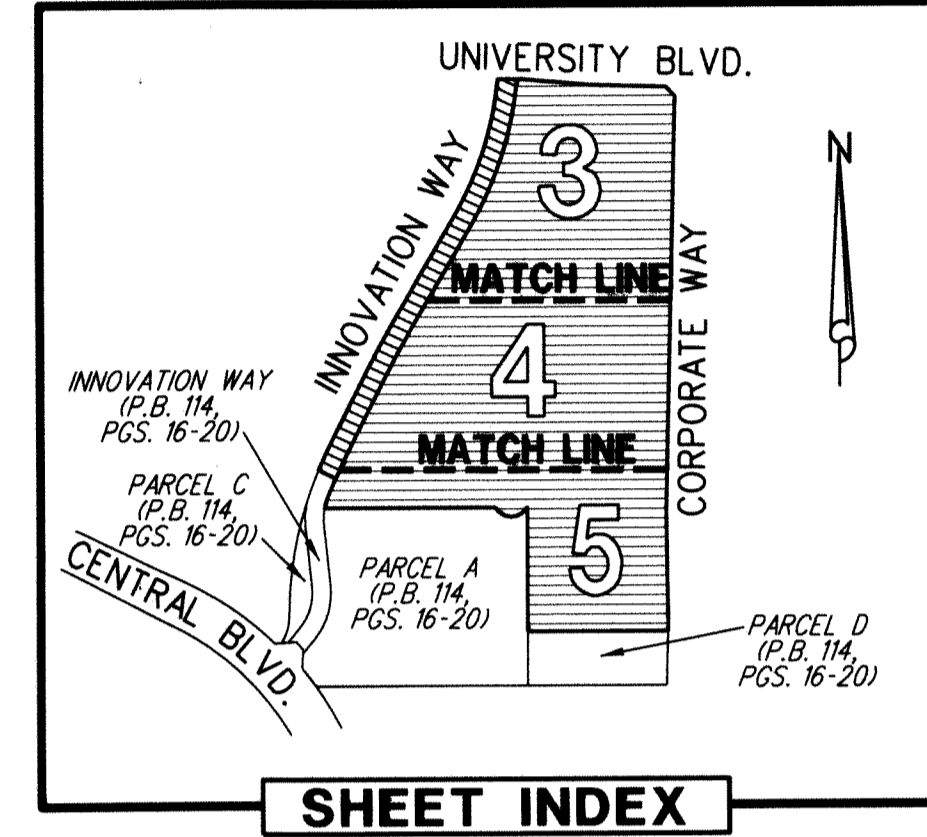 UNIVERSITY BLVD.
N
3
INNOVATION WAY
MATCH LINE
CORPORATE WAY
4
INNOVATION WAY
(P.B. 114,
PGS. 16-20)
MATCH LINE
PARCEL C
(P.B. 114,
PGS. 16-20)
5
CENTRAL BLVD.
PARCEL A
(P.B. 114,
PGS. 16-20)
PARCEL D
(P.B. 114,
PGS. 16-20)
SHEET INDEX